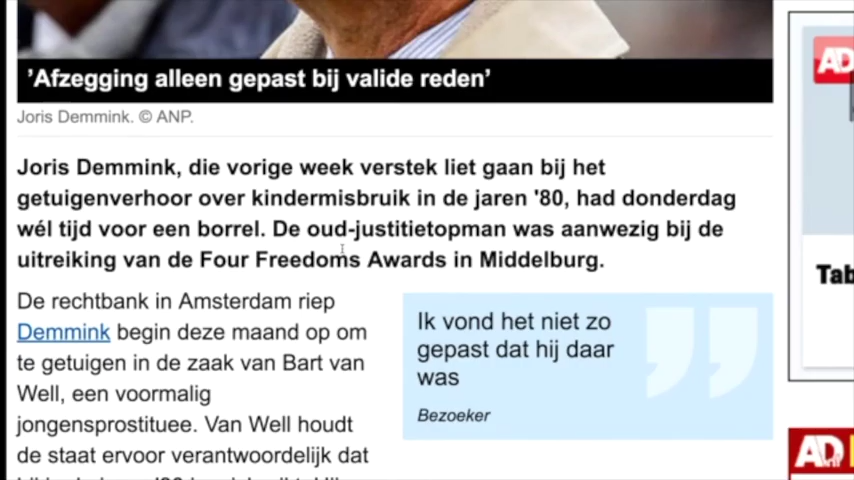 ’Afzegging alleen gepast bij valide reden’
Joris Demmink. © ANP.
Joris Demmink, die vorige week verstek liet gaan bij het
getuigenverhoor over kindermisbruik in de jaren '80, had donderdag
wél tijd voor een borrel. De oud-justitietopman was aanwezig bij de
uitreiking van de Four Freedoms Awards in Middelburg.
De rechtbank in Amsterdam riep
Demmink begin deze maand op om
te getuigen in de zaak van Bart van
Well, een voormalig
jongensprostituee. Van Well houdt
de staat ervoor verantwoordelijk dat
Ik vond het niet zo
gepast dat hij daar
was
Bezoeker
AD
Tab
AD